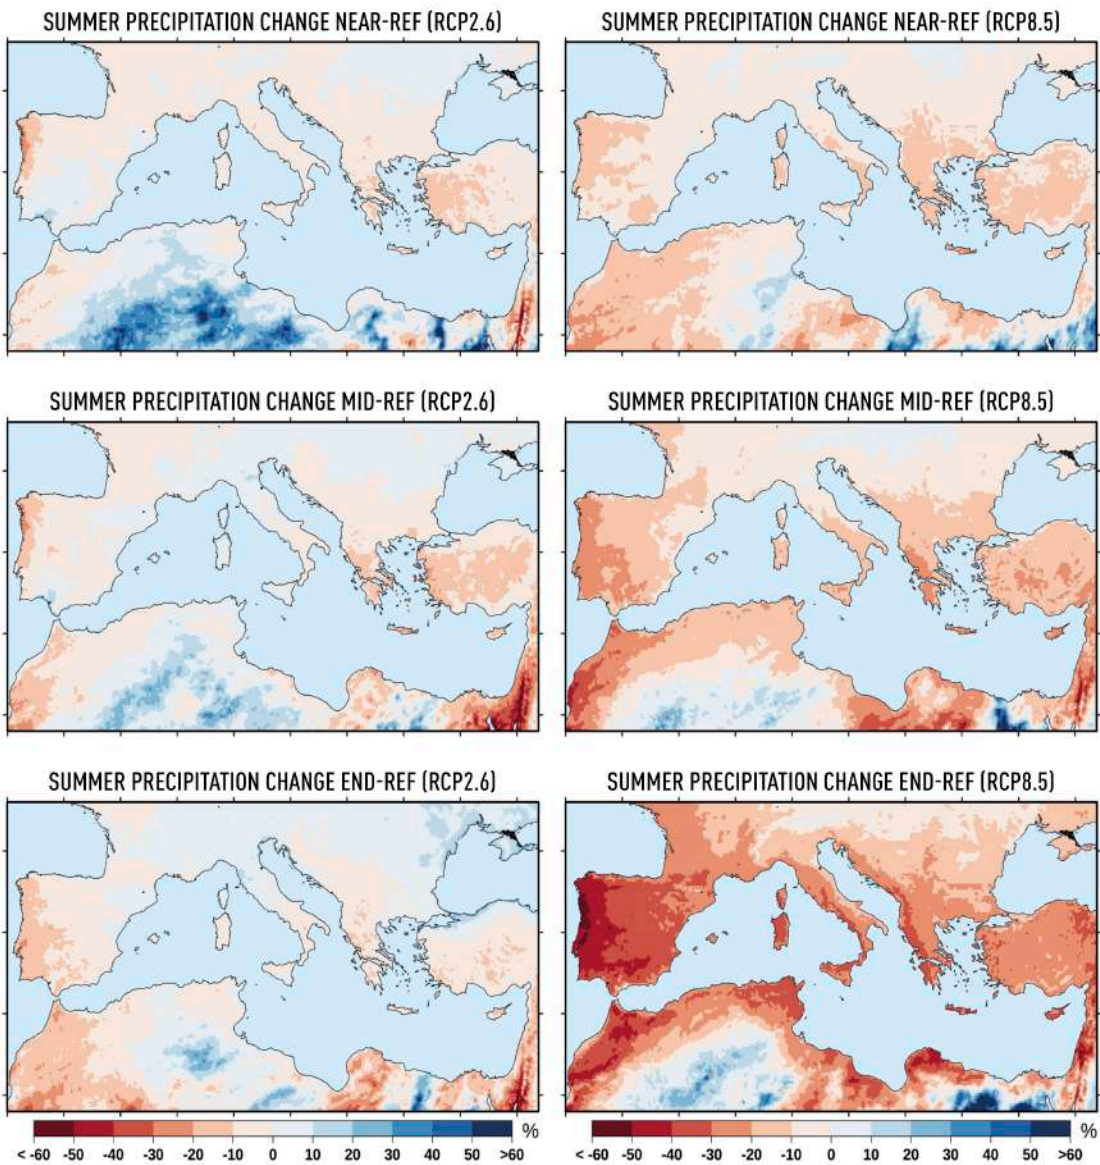 SUMMER PRECIPITATION CHANGE NEAR-REF (RCP2.6)
SUMMER PRECIPITATION CHANGE NEAR-REF (RCP8.5)
SUMMER PRECIPITATION CHANGE MID-REF (RCP2.6)
SUMMER PRECIPITATION CHANGE MID-REF (RCP8.5)
SUMMER PRECIPITATION CHANGE END-REF (RCP2.6)
SUMMER PRECIPITATION CHANGE END-REF (RCP8.5)
%
< -60 -50 -40 -30 -20 -10 0 10 20 30 40 50 >60
%
< -60 -50 -40 -30 -20 -10 0 10 20 30 40 50 >60